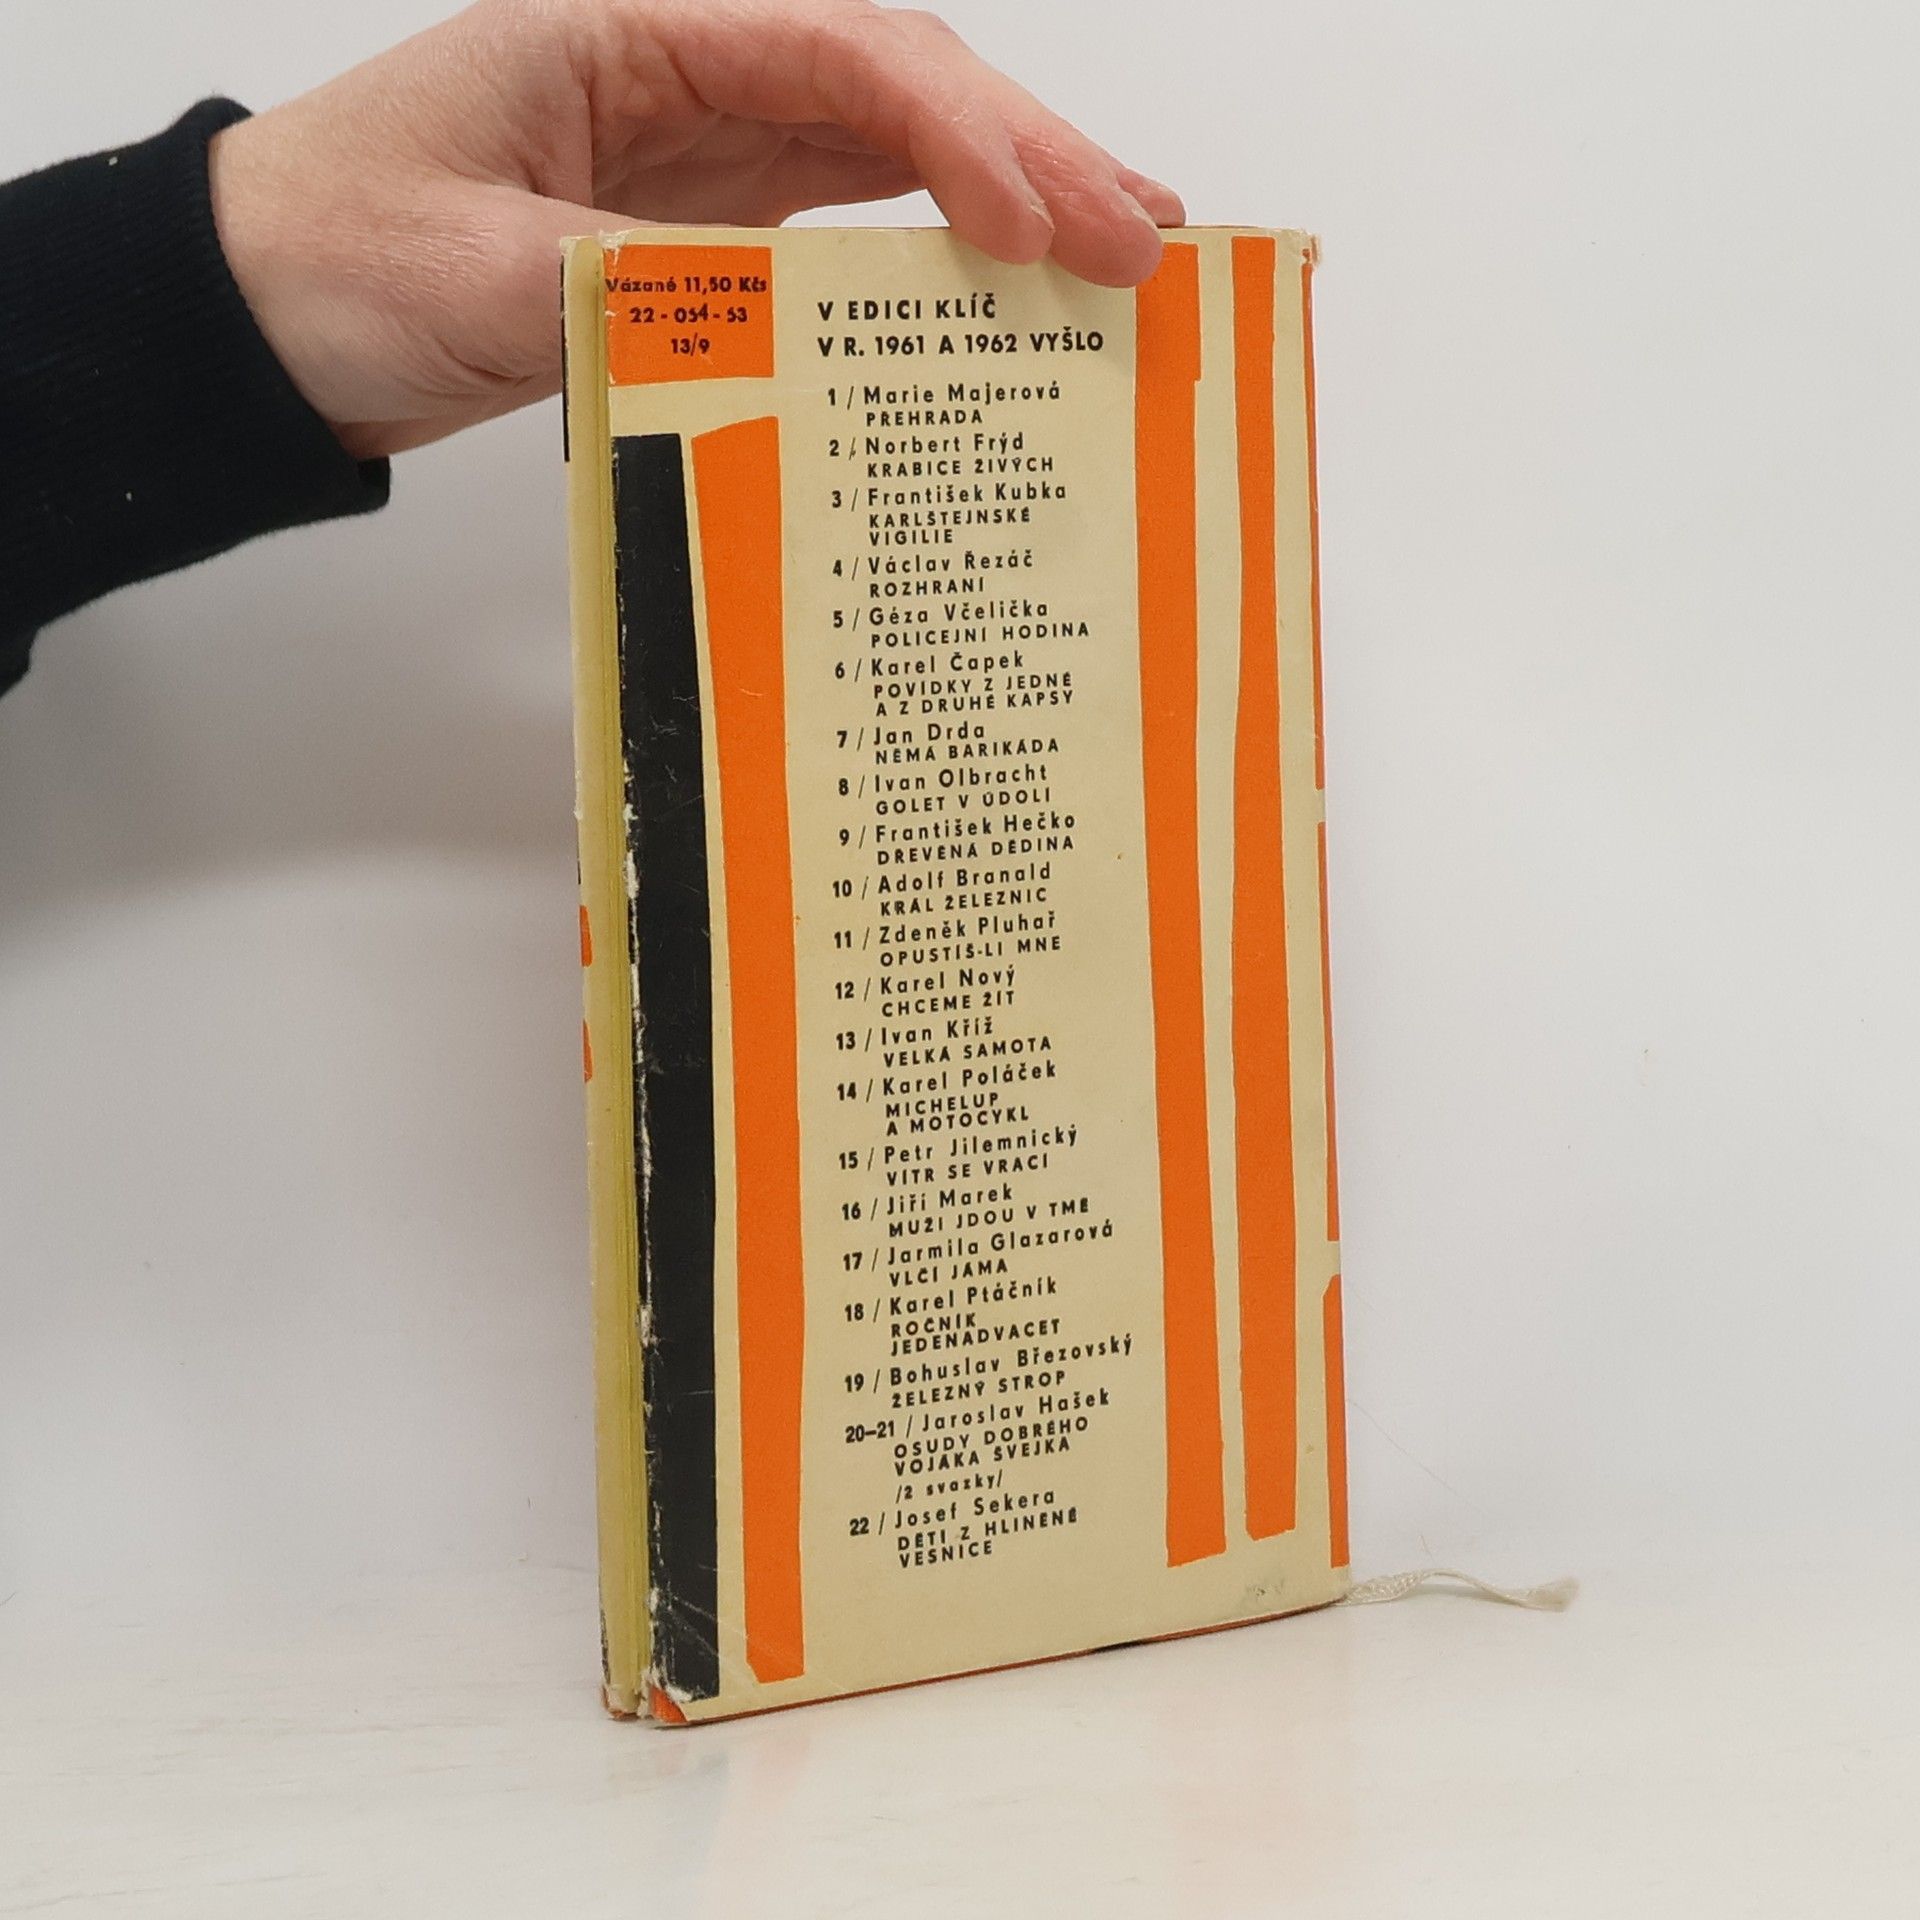 Vázané 11,50 Kčs
22 - 054 - 53
13/9
V EDICI KLÍČ
V R. 1961 A 1962 VYŠLO
1 / Marie Majerová
PŘEHRADA
2 / Norbert Frýd
KRABICE ŽIVÝCH
3 / František Kubka
KARLŠTEJNSKÉ
VIGILIE
4 / Václav Řezáč
ROZHRANÍ
5 / Géza Včelička
POLICEJNÍ HODINA
6 / Karel Čapek
POVÍDKY Z JEDNÉ
A Z DRUHÉ KAPSY
7 / Jan Drda
NĚMÁ BARIKÁDA
8 / Ivan Olbracht
GOLET V ÚDOLÍ
9 / František Hečko
DŘEVĚNÁ DĚDINA
10 / Adolf Branald
KRÁL ŽELEZNIC
11 / Zdeněk Pluhař
OPUSTÍŠ-LI MNE
12 / Karel Nový
CHCEME ŽÍT
13 / Ivan Kříž
VELKÁ SAMOTA
14 / Karel Poláček
MICHELUP
A MOTOCYKL
15 / Petr Jilemnický
VÍTR SE VRACÍ
16 / Jiří Marek
MUŽI JDOU V TMĚ
17 / Jarmila Glazarová
VLČÍ JÁMA
18 / Karel Ptáčník
ROČNÍK
JEDENADVACET
19 / Bohuslav Březovský
ŽELEZNÝ STROP
20–21 / Jaroslav Hašek
OSUDY DOBRÉHO
VOJÁKA ŠVEJKA
/2 svazky/
22 / Josef Sekera
DĚTI Z HLINĚNÉ
VESNICE